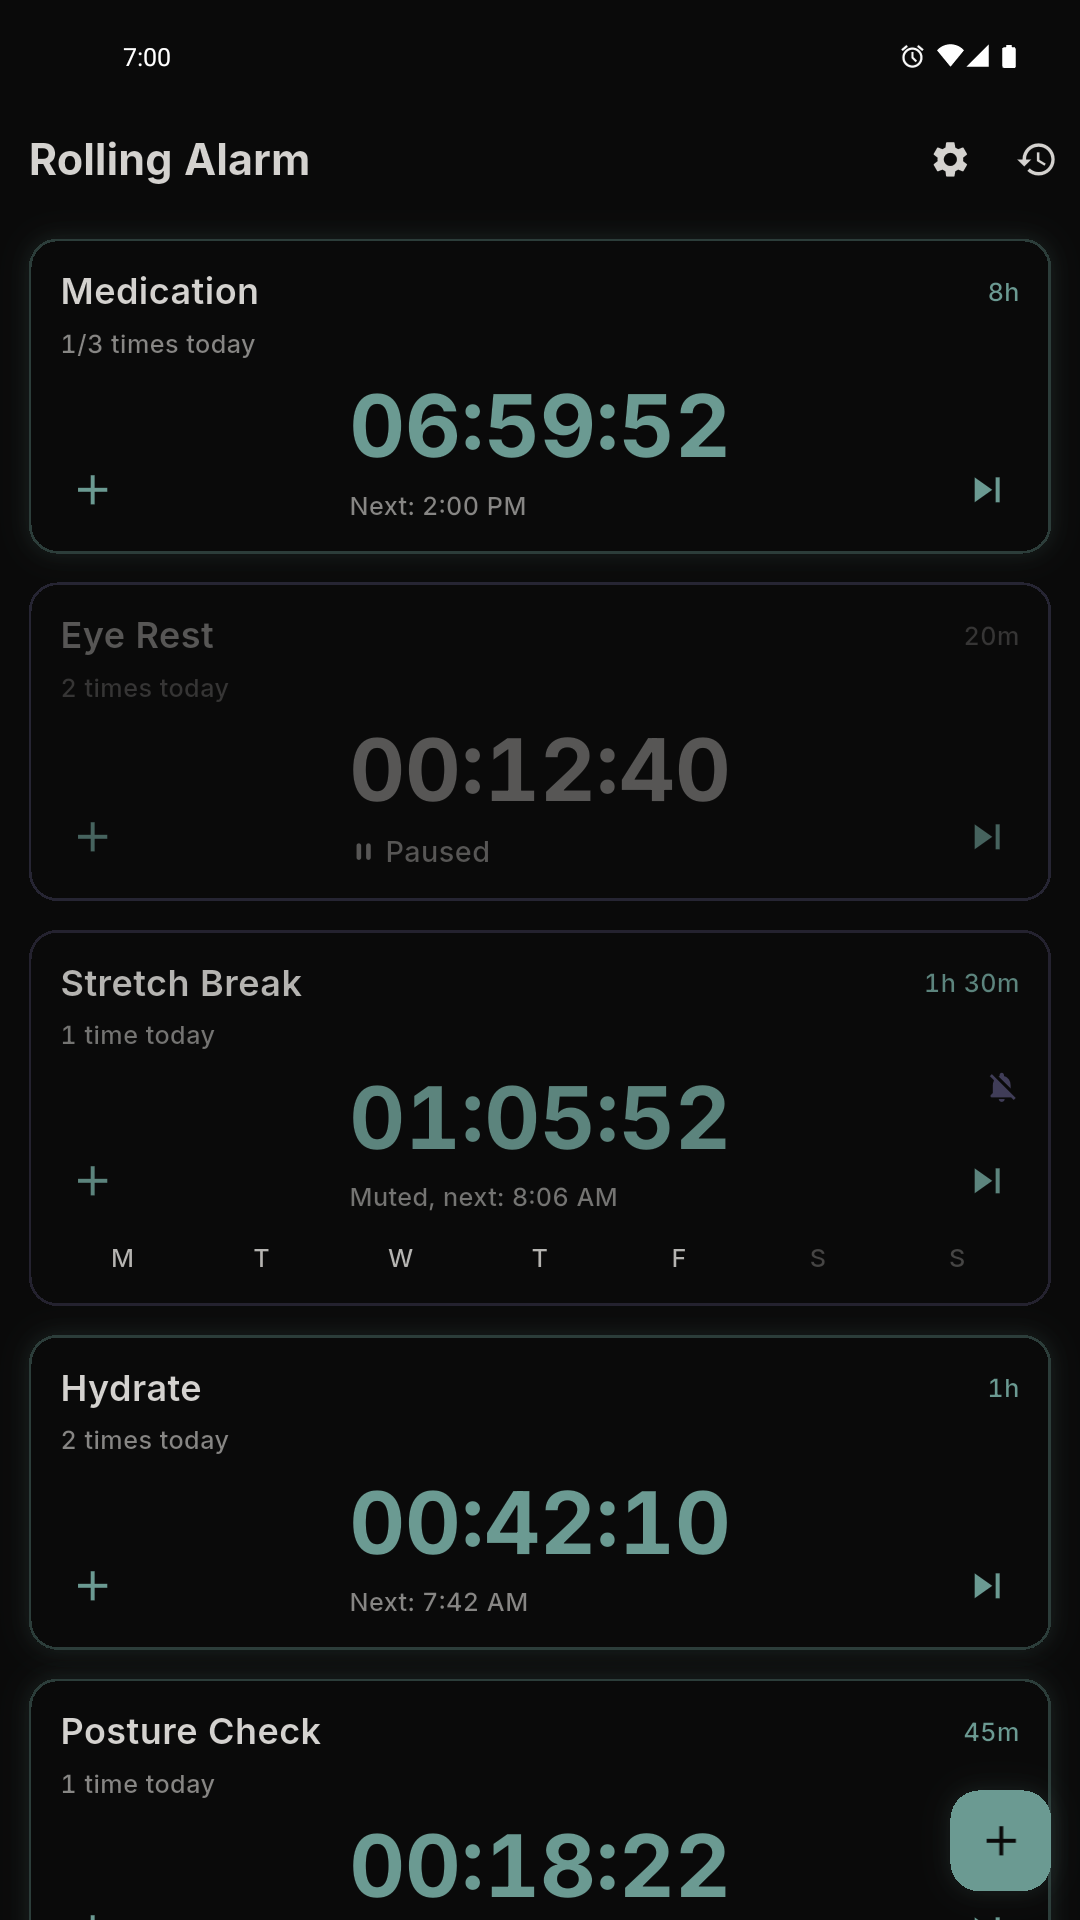 7:00
Rolling Alarm
Medication
8h
1/3 times today
06:59:52
Next: 2:00 PM
Eye Rest
20m
2 times today
00:12:40
Paused
Stretch Break
1h 30m
1 time today
01:05:52
Muted, next: 8:06 AM
M T W T F S S
Hydrate
1h
2 times today
00:42:10
Next: 7:42 AM
Posture Check
45m
1 time today
00:18:22